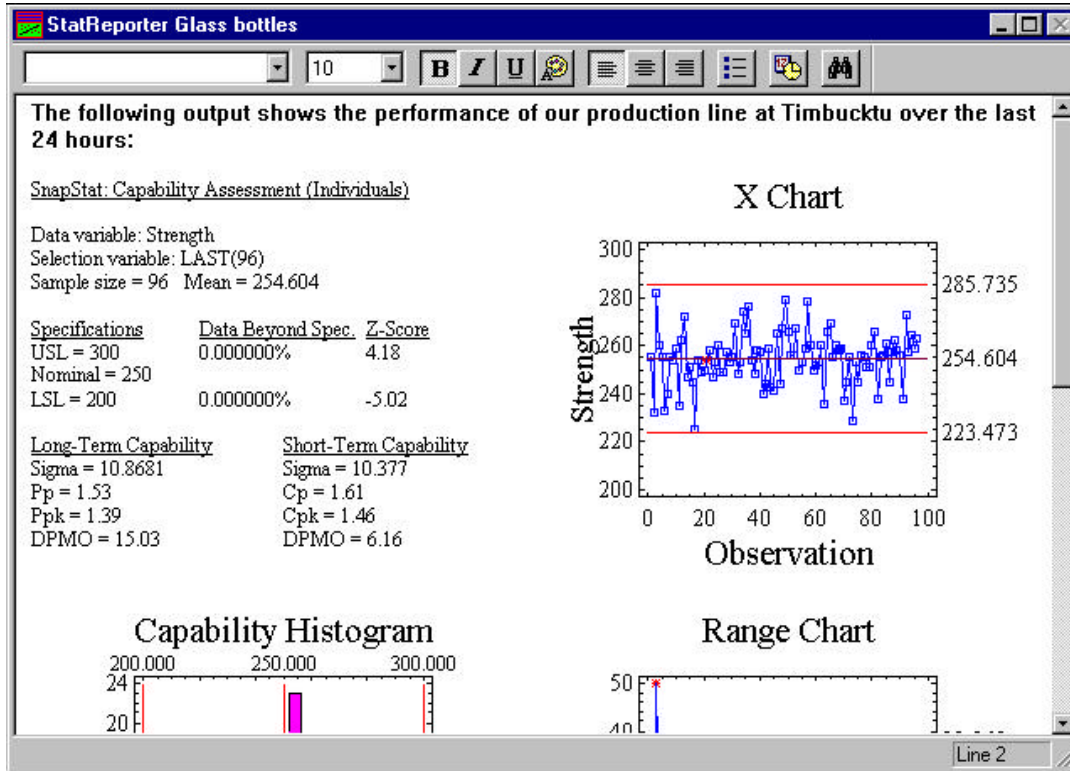 StatReporter Glass bottles
10
B I U
The following output shows the performance of our production line at Timbucktu over the last
24 hours:
SnapStat: Capability Assessment (Individuals)
Data variable: Strength
Selection variable: LAST(96)
Sample size = 96 Mean = 254.604
Specifications Data Beyond Spec. Z-Score
USL = 300 0.000000% 4.18
Nominal = 250
LSL = 200 0.000000% -5.02
Long-Term Capability Short-Term Capability
Sigma = 10.8681 Sigma = 10.377
Pp = 1.53 Cp = 1.61
Ppk = 1.39 Cpk = 1.46
DPMO = 15.03 DPMO = 6.16
X Chart
Strength
300
280
260
240
220
200
285.735
254.604
223.473
0 20 40 60 80 100
Observation
Capability Histogram
200.000 250.000 300.000
24
20
Range Chart
50
40
Line 2